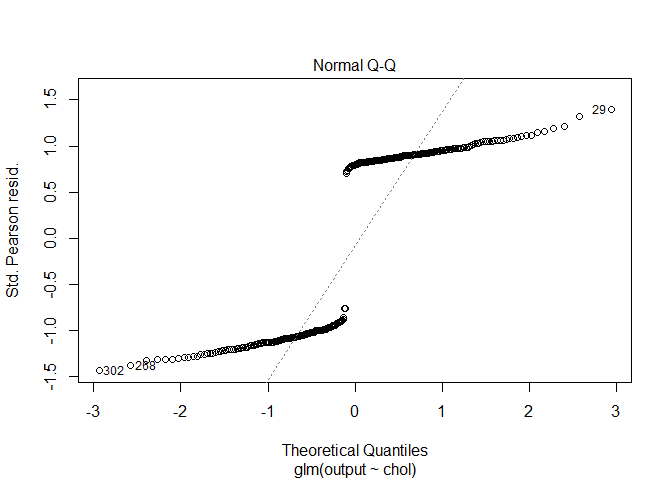 Normal Q-Q
Std. Pearson resid.
1.5
1.0
0.5
0.0
-0.5
-1.0
-1.5
29
302
268
-3 -2 -1 0 1 2 3
Theoretical Quantiles
glm(output ~ chol)